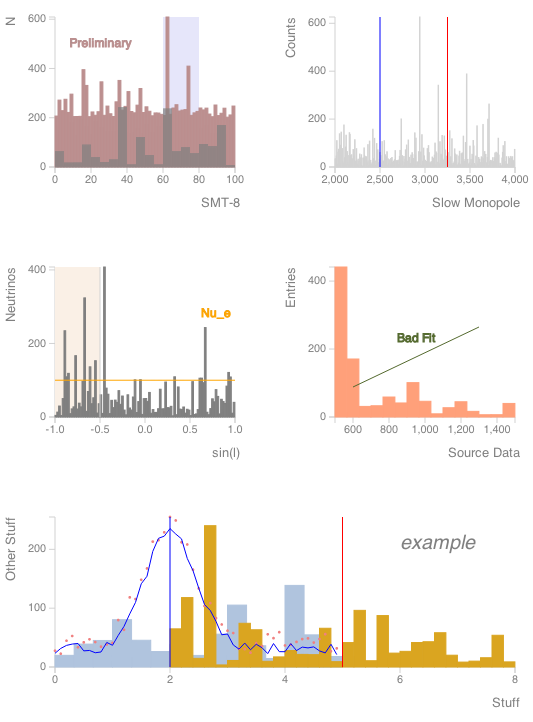 N
600
400
200
0
Preliminary
0 20 40 60 80 100
SMT-8
Counts
600
400
200
0
2,000 2,500 3,000 3,500 4,000
Slow Monopole
Neutrinos
400
200
0
Nu_e
-1.0 -0.5 0.0 0.5 1.0
sin(l)
Entries
400
200
0
Bad Fit
600 800 1,000 1,200 1,400
Source Data
Other Stuff
200
100
0
example
0 2 4 6 8
Stuff